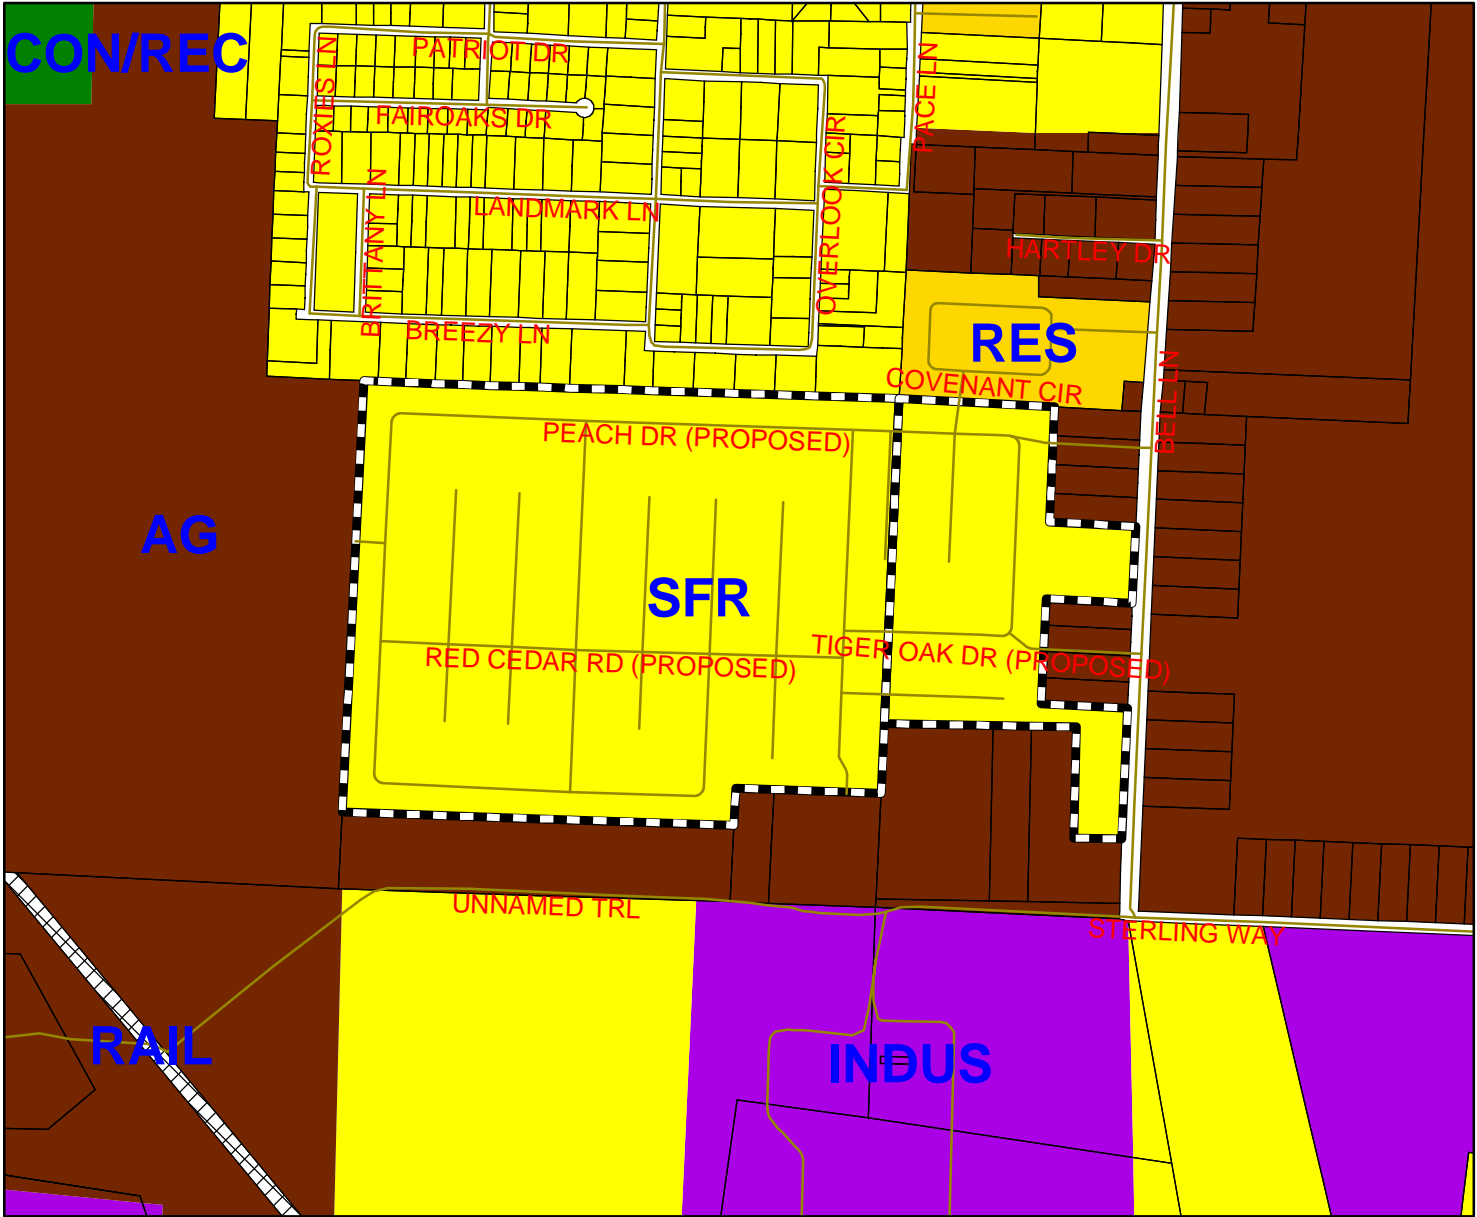 CON/REC
PATRIOT DR
ROXIES LN
FAIROAKS DR
PACE LN
OVERLOOK CIR
BRITTANY LN
LANDMARK LN
HARTLEY DR
BREEZY LN
RES
COVENANT CIR
BELL LN
PEACH DR (PROPOSED)
AG
SFR
TIGER OAK DR (PROPOSED)
RED CEDAR RD (PROPOSED)
UNNAMED TRL
STERLING WAY
RAIL
INDUS